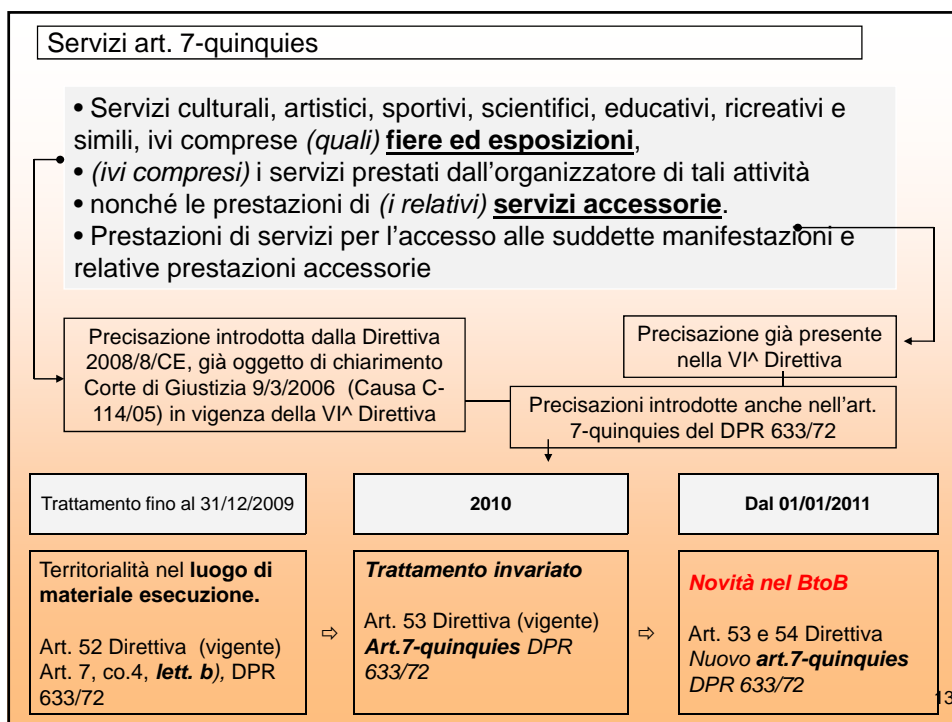 Servizi art. 7-quinquies
• Servizi culturali, artistici, sportivi, scientifici, educativi, ricreativi e
simili, ivi comprese (quali) fiere ed esposizioni,
• (ivi compresi) i servizi prestati dall'organizzatore di tali attività
• nonché le prestazioni di (i relativi) servizi accessorie.
• Prestazioni di servizi per l'accesso alle suddette manifestazioni e
relative prestazioni accessorie
Precisazione introdotta dalla Direttiva
2008/8/CE, già oggetto di chiarimento
Corte di Giustizia 9/3/2006 (Causa C-
114/05) in vigenza della VI^ Direttiva
Precisazione già presente
nella VI^ Direttiva
Precisazioni introdotte anche nell'art.
7-quinquies del DPR 633/72
Trattamento fino al 31/12/2009
2010
Dal 01/01/2011
Territorialità nel luogo di
materiale esecuzione.
Art. 52 Direttiva (vigente)
Art. 7, co.4, lett. b), DPR
633/72
⇨
Trattamento invariato
Art. 53 Direttiva (vigente)
Art.7-quinquies DPR
633/72
⇨
Novità nel BtoB
Art. 53 e 54 Direttiva
Nuovo art.7-quinquies
DPR 633/72
13